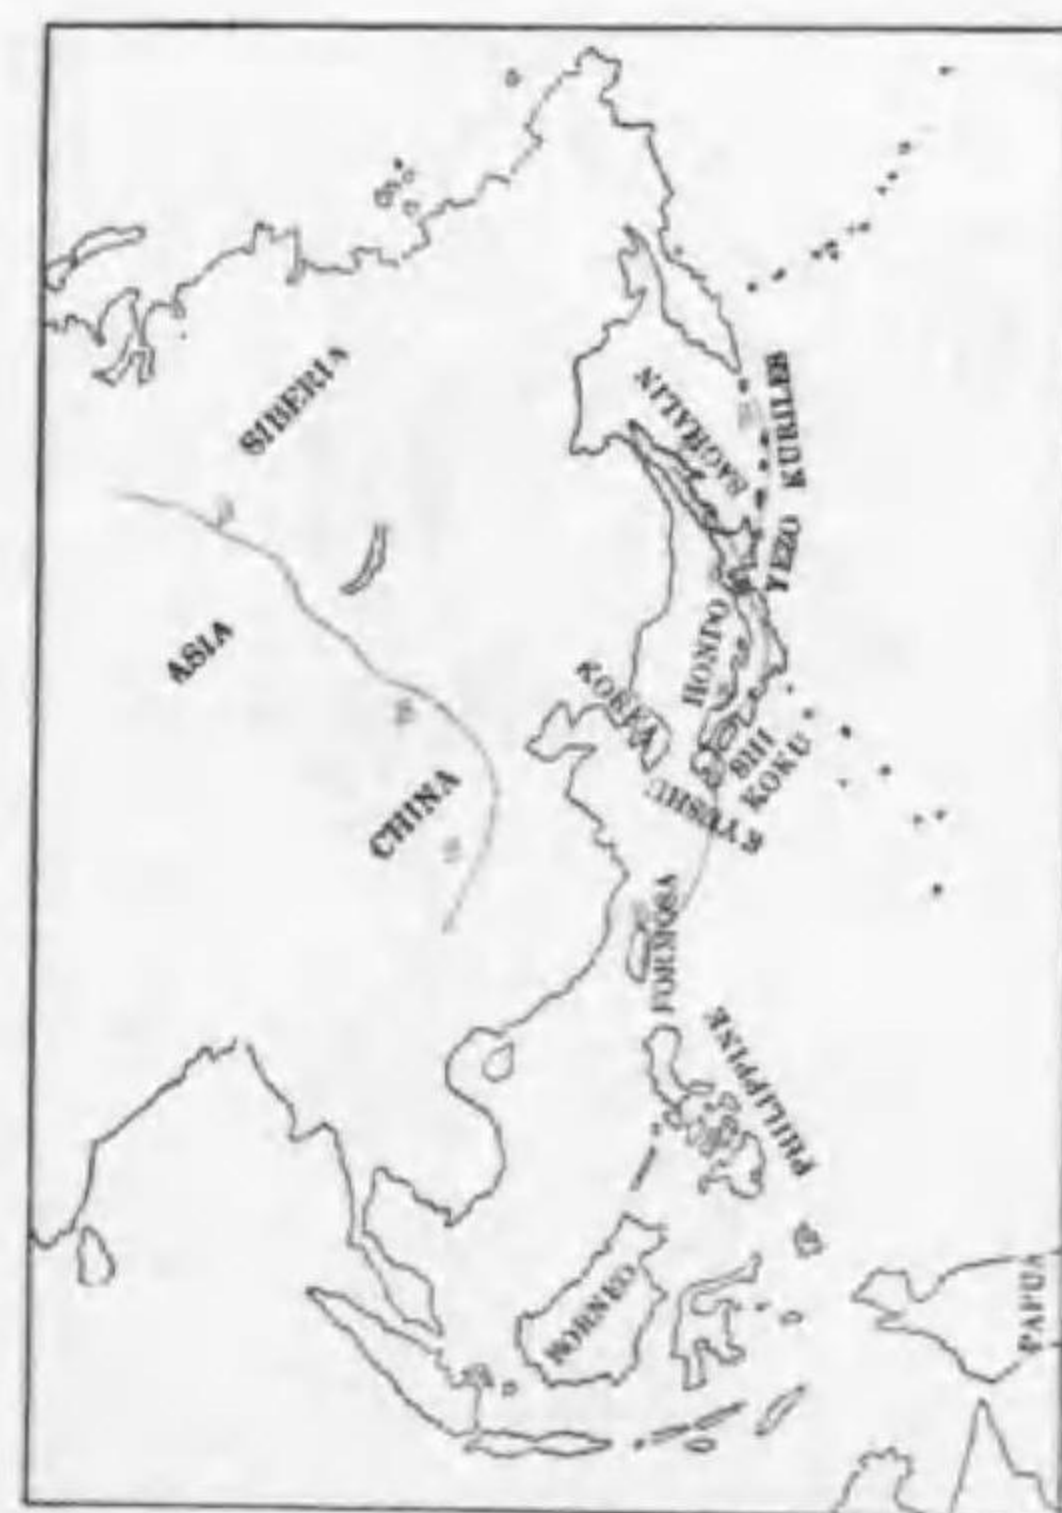 SIBERIA
SAGHALIN
KURILES
YEZO
ASIA
HONDO
KOREA
SHI
KOKU
CHINA
KYUSHU
FORMOSA
PHILIPPINE
BORNEO
PAPUA